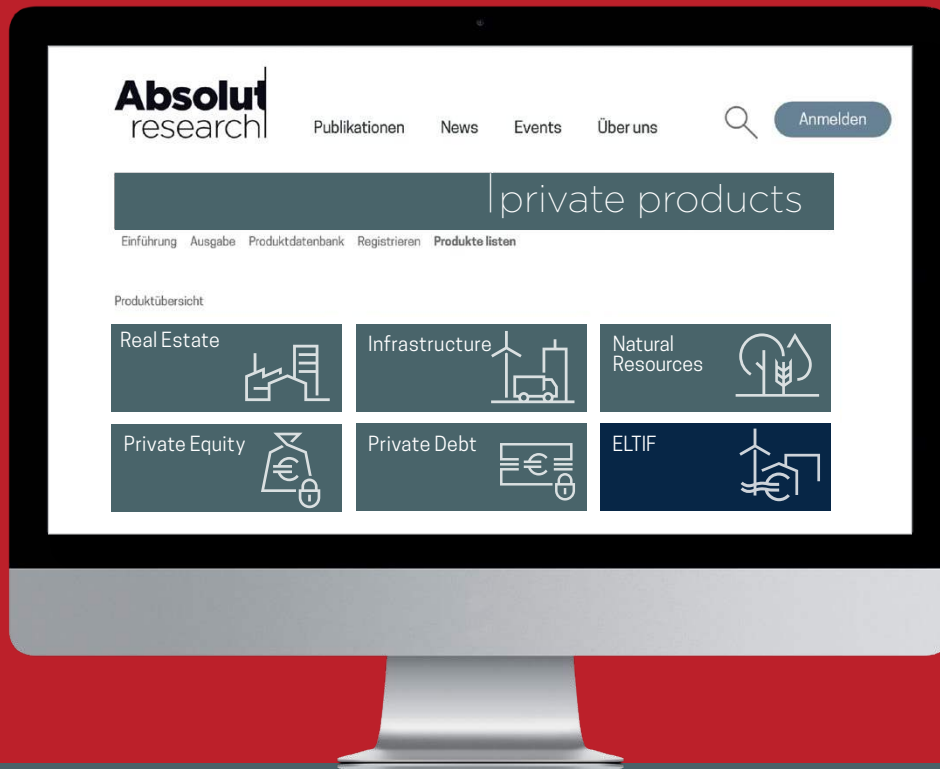 Absolut
research
Publikationen News Events Über uns Anmelden
private products
Einführung Ausgabe Produktdatenbank Registrieren Produkte listen
Produktübersicht
Real Estate
Infrastructure
Natural
Resources
Private Equity
Private Debt
ELTIF